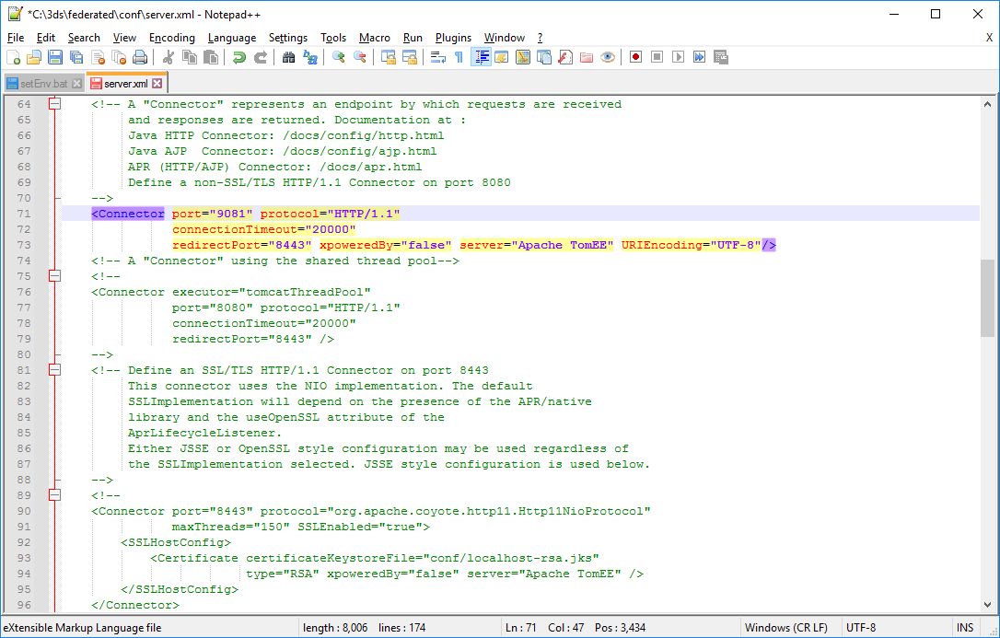 *C:\3ds\federated\conf\server.xml - Notepad++
File Edit Search View Encoding Language Settings Tools Macro Run Plugins Window ? X
setEnv.bat server.xml
64 <!-- A "Connector" represents an endpoint by which requests are received
65 and responses are returned. Documentation at :
66 Java HTTP Connector: /docs/config/http.html
67 Java AJP  Connector: /docs/config/ajp.html
68 APR (HTTP/AJP) Connector: /docs/apr.html
69 Define a non-SSL/TLS HTTP/1.1 Connector on port 8080
70 -->
71 <Connector port="9081" protocol="HTTP/1.1"
72 connectionTimeout="20000"
73 redirectPort="8443" xpoweredBy="false" server="Apache TomEE" URIEncoding="UTF-8"/>
74 <!-- A "Connector" using the shared thread pool-->
75 <!--
76 <Connector executor="tomcatThreadPool"
77 port="8080" protocol="HTTP/1.1"
78 connectionTimeout="20000"
79 redirectPort="8443" />
80 -->
81 <!-- Define an SSL/TLS HTTP/1.1 Connector on port 8443
82 This connector uses the NIO implementation. The default
83 SSLImplementation will depend on the presence of the APR/native
84 library and the useOpenSSL attribute of the
85 AprLifecycleListener.
86 Either JSSE or OpenSSL style configuration may be used regardless of
87 the SSLImplementation selected. JSSE style configuration is used below.
88 -->
89 <!--
90 <Connector port="8443" protocol="org.apache.coyote.http11.Http11NioProtocol"
91 maxThreads="150" SSLEnabled="true">
92 <SSLHostConfig>
93 <Certificate certificateKeystoreFile="conf/localhost-rsa.jks"
94 type="RSA" xpoweredBy="false" server="Apache TomEE" />
95 </SSLHostConfig>
96 </Connector>
eXtensible Markup Language file length : 8,006 lines : 174 Ln : 71 Col : 47 Pos : 3,434 Windows (CR LF) UTF-8 INS